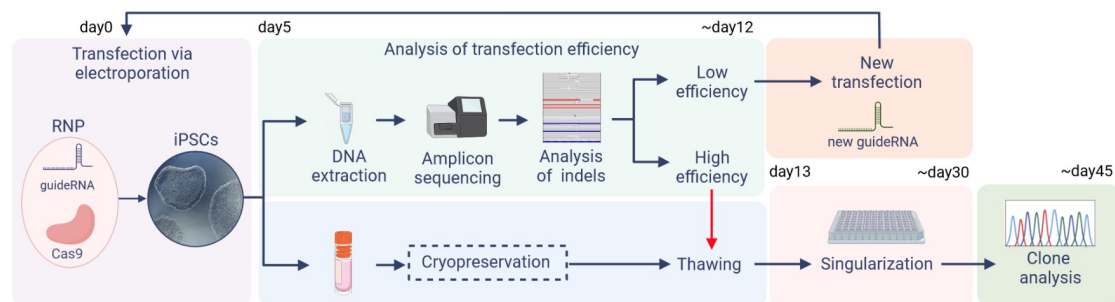 day0
day5
~day12
Transfection via
electroporation
Analysis of transfection efficiency
RNP
guideRNA
Cas9
iPSCs
DNA
extraction
Amplicon
sequencing
Analysis
of indels
Low
efficiency
High
efficiency
New
transfection
new guideRNA
day13
~day30
~day45
Cryopreservation
Thawing
Singularization
Clone
analysis